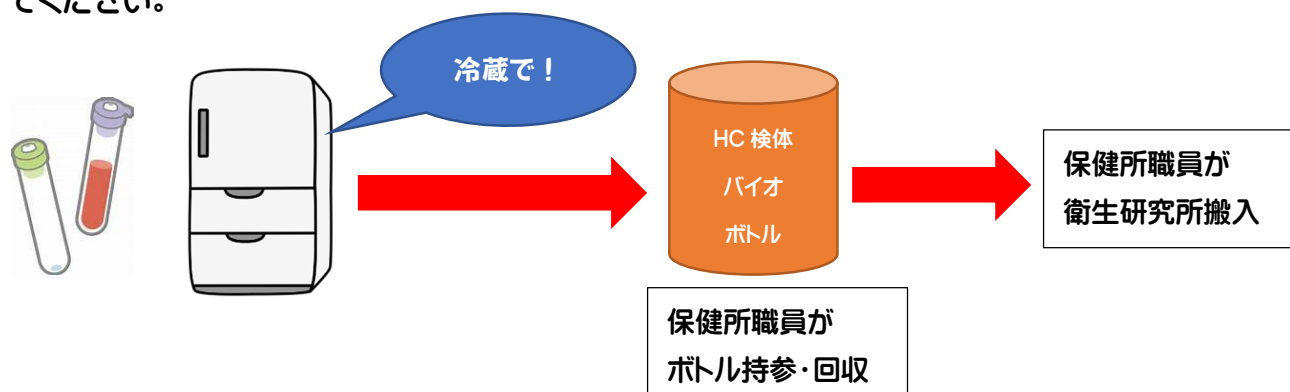 てください。
冷蔵で！
HC 検体
バイオ
ボトル
保健所職員が
ボトル持参・回収
保健所職員が
衛生研究所搬入